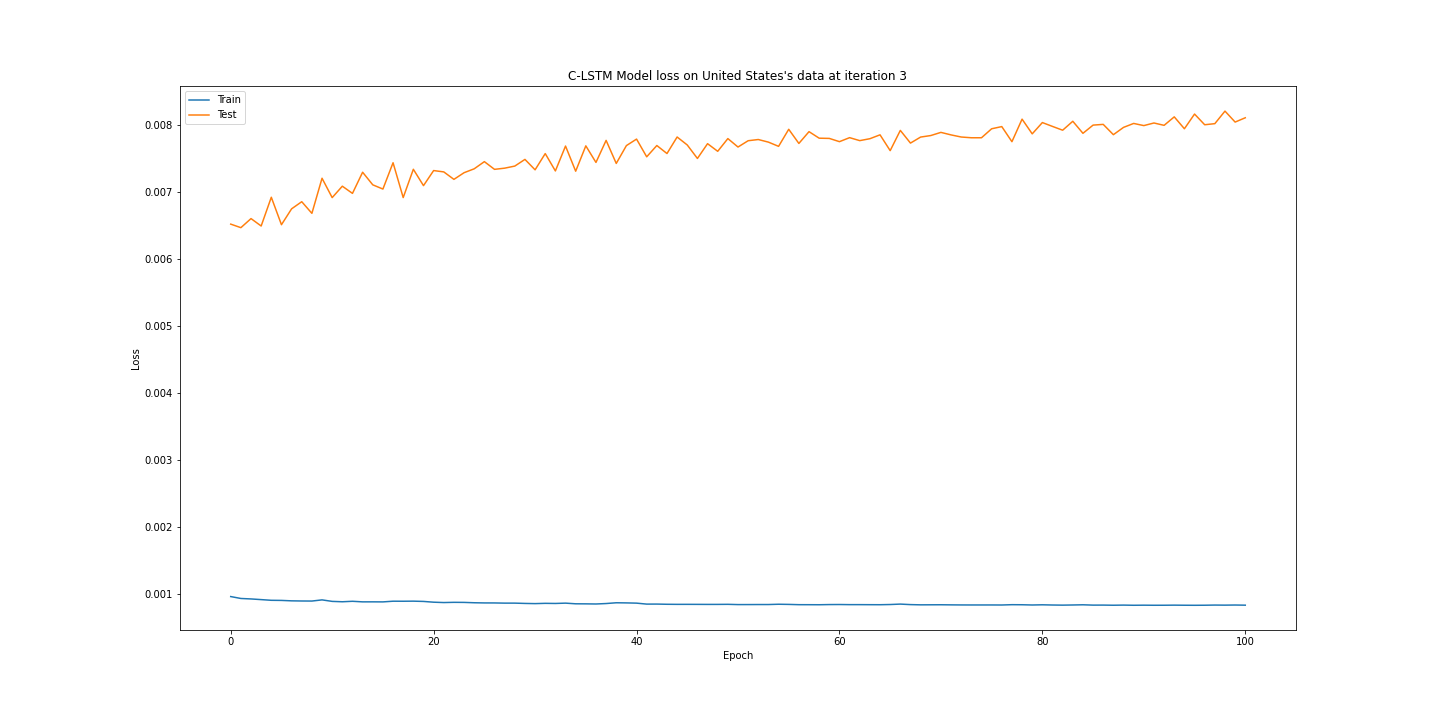 C-LSTM Model loss on United States's data at iteration 3
Train
Test
0.008
0.007
0.006
0.005
0.004
0.003
0.002
0.001
Loss
0 20 40 60 80 100
Epoch